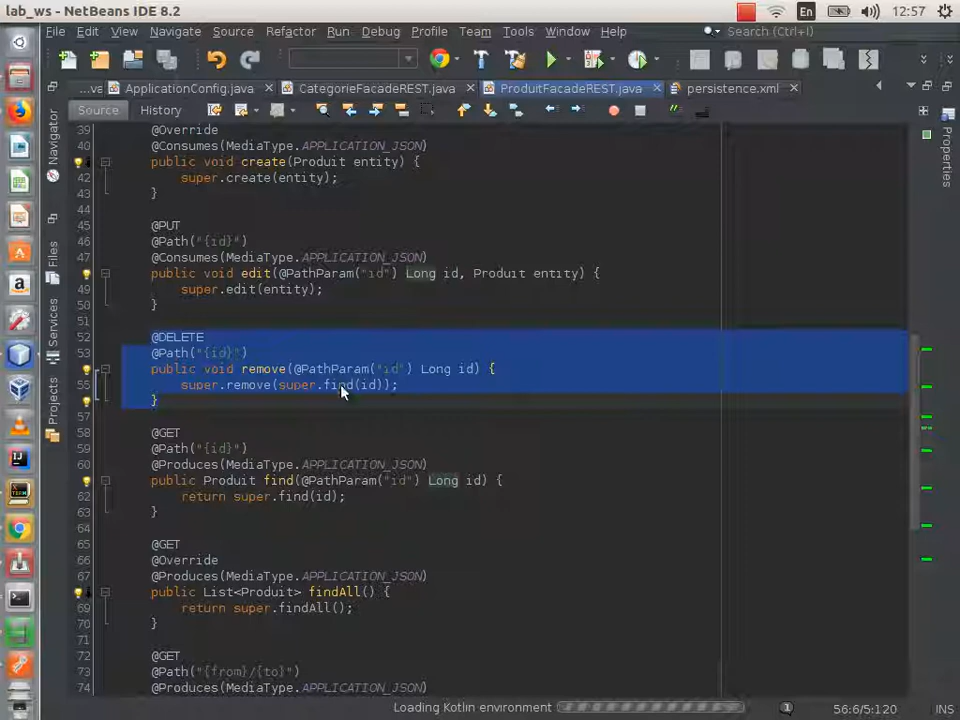 lab_ws - NetBeans IDE 8.2
En
12:57
File Edit View Navigate Source Refactor Run Debug Profile Team Tools Window Help
Search (Ctrl+I)
...va
ApplicationConfig.java
CategorieFacadeREST.java
ProduitFacadeREST.java
persistence.xml
Source History
Navigator
Files
Services
Projects
Properties
39 @Override
40 @Consumes(MediaType.APPLICATION_JSON)
public void create(Produit entity) {
42 super.create(entity);
43 }
44
45 @PUT
46 @Path("{id}")
47 @Consumes(MediaType.APPLICATION_JSON)
public void edit(@PathParam("id") Long id, Produit entity) {
49 super.edit(entity);
50 }
51
52 @DELETE
53 @Path("{id}")
public void remove(@PathParam("id") Long id) {
55 super.remove(super.find(id));
}
57
58 @GET
59 @Path("{id}")
60 @Produces(MediaType.APPLICATION_JSON)
public Produit find(@PathParam("id") Long id) {
62 return super.find(id);
63 }
64
65 @GET
66 @Override
67 @Produces(MediaType.APPLICATION_JSON)
public List<Produit> findAll() {
69 return super.findAll();
70 }
71
72 @GET
73 @Path("{from}/{to}")
74 @Produces(MediaType.APPLICATION_JSON)
Loading Kotlin environment
1
56:6/5:120
INS